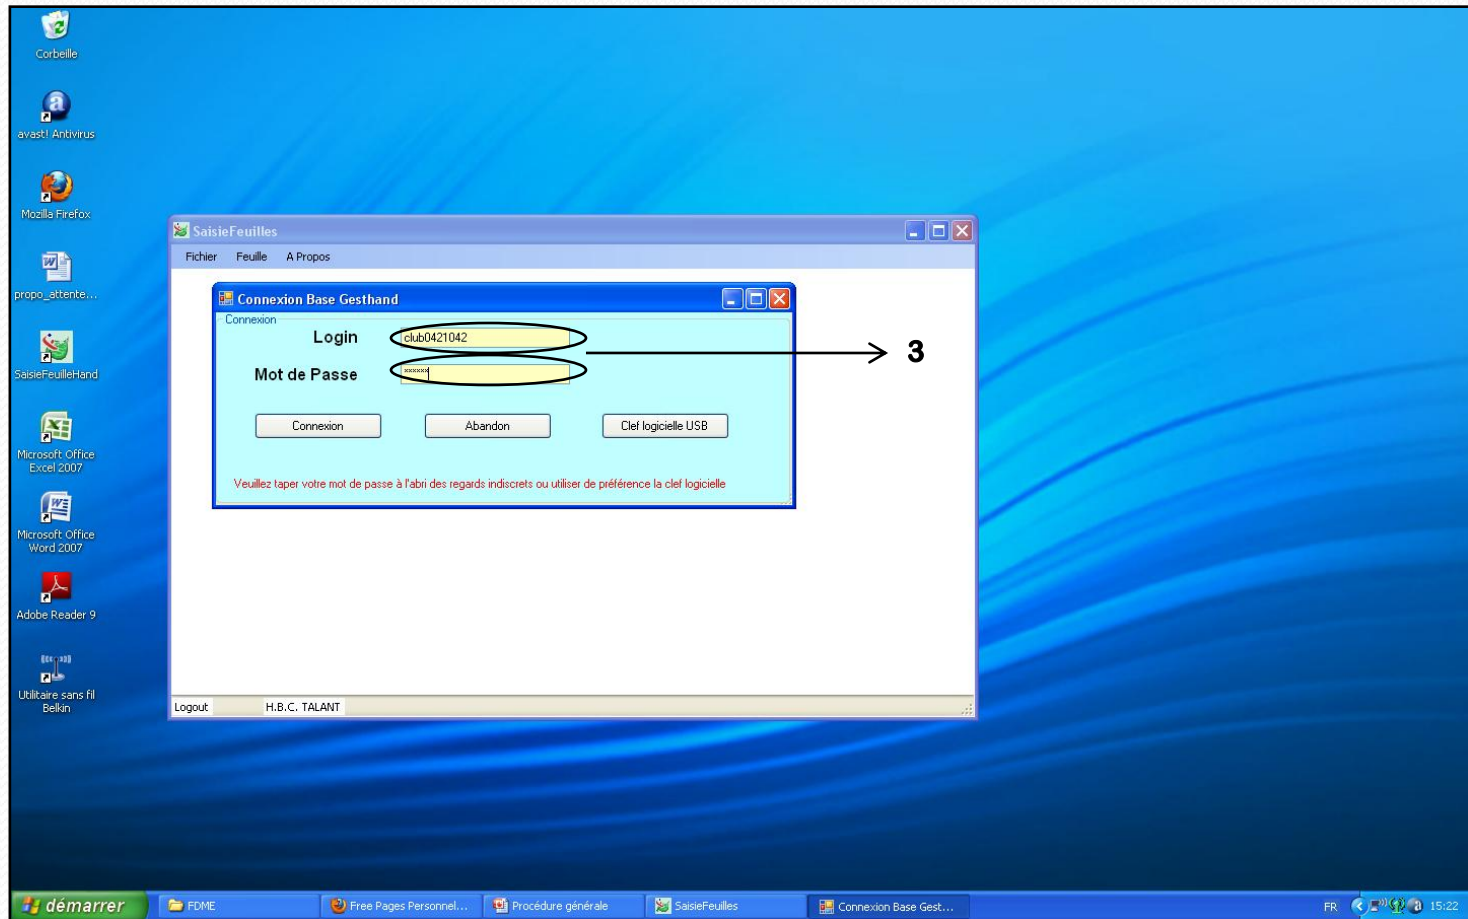 Corbeille
avast! Antivirus
Mozilla Firefox
propo_attente...
SaisieFeuilleHand
Microsoft Office
Excel 2007
Microsoft Office
Word 2007
Adobe Reader 9
Utilitaire sans fil
Belkin
SaisieFeuilles
Fichier Feuille A Propos
Connexion Base Gesthand
Connexion
Login club0421042
Mot de Passe ××××××
3
Connexion Abandon Clef logicielle USB
Veuillez taper votre mot de passe à l'abri des regards indiscrets ou utiliser de préférence la clef logicielle
Logout H.B.C. TALANT
démarrer FDME Free Pages Personnel... Procédure générale SaisieFeuilles Connexion Base Gest... FR 15:22